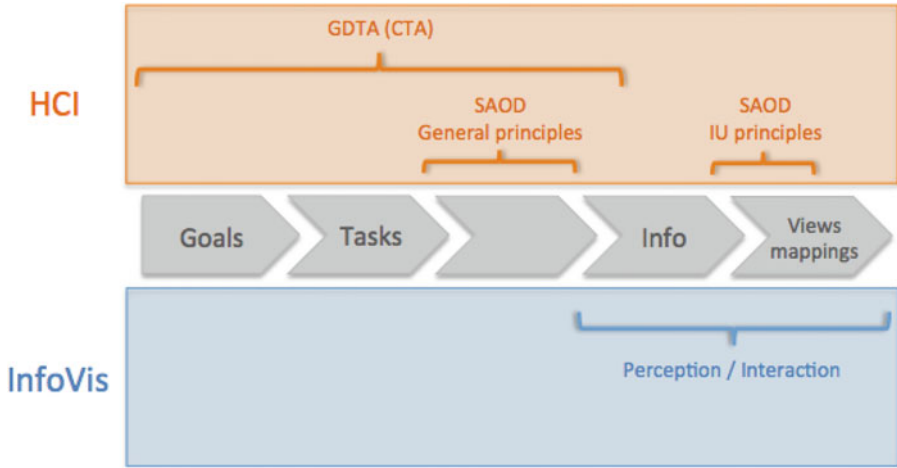 GDTA (CTA)
HCI
SAOD
General principles
SAOD
IU principles
Goals
Tasks
Info
Views
mappings
InfoVis
Perception / Interaction